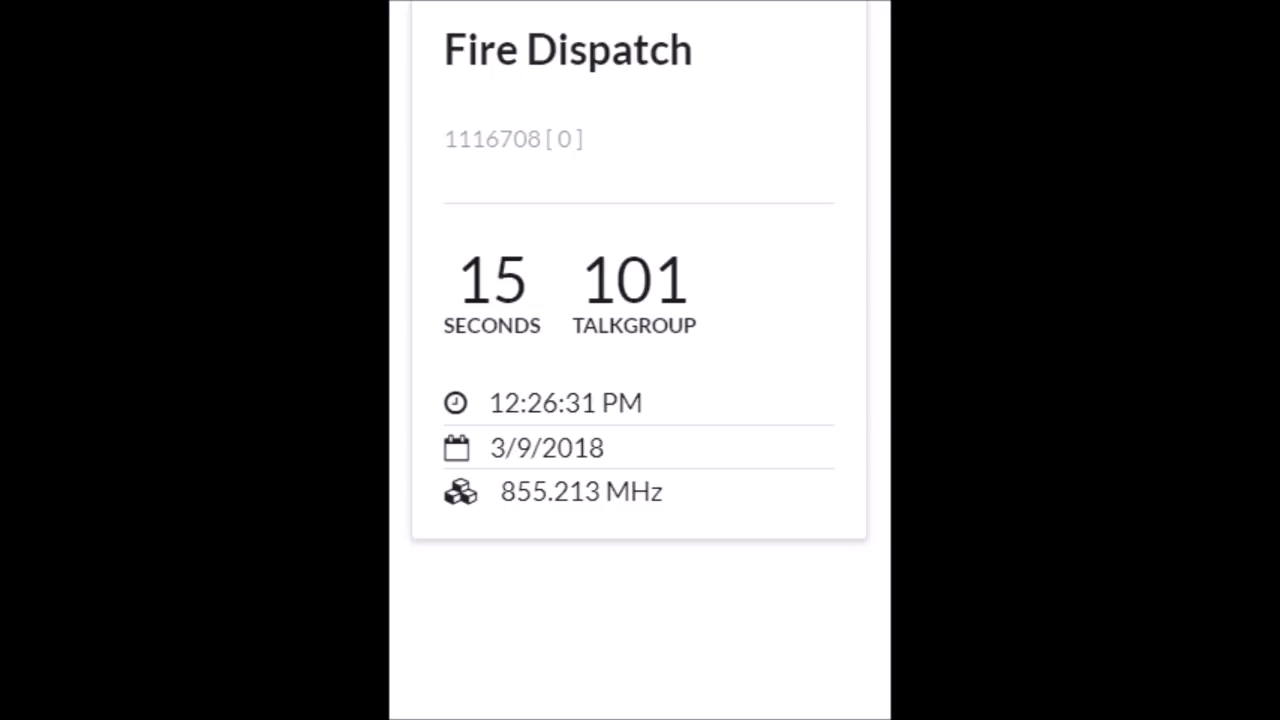 Fire Dispatch
1116708 [ 0 ]
15 101
SECONDS TALKGROUP
12:26:31 PM
3/9/2018
855.213 MHz